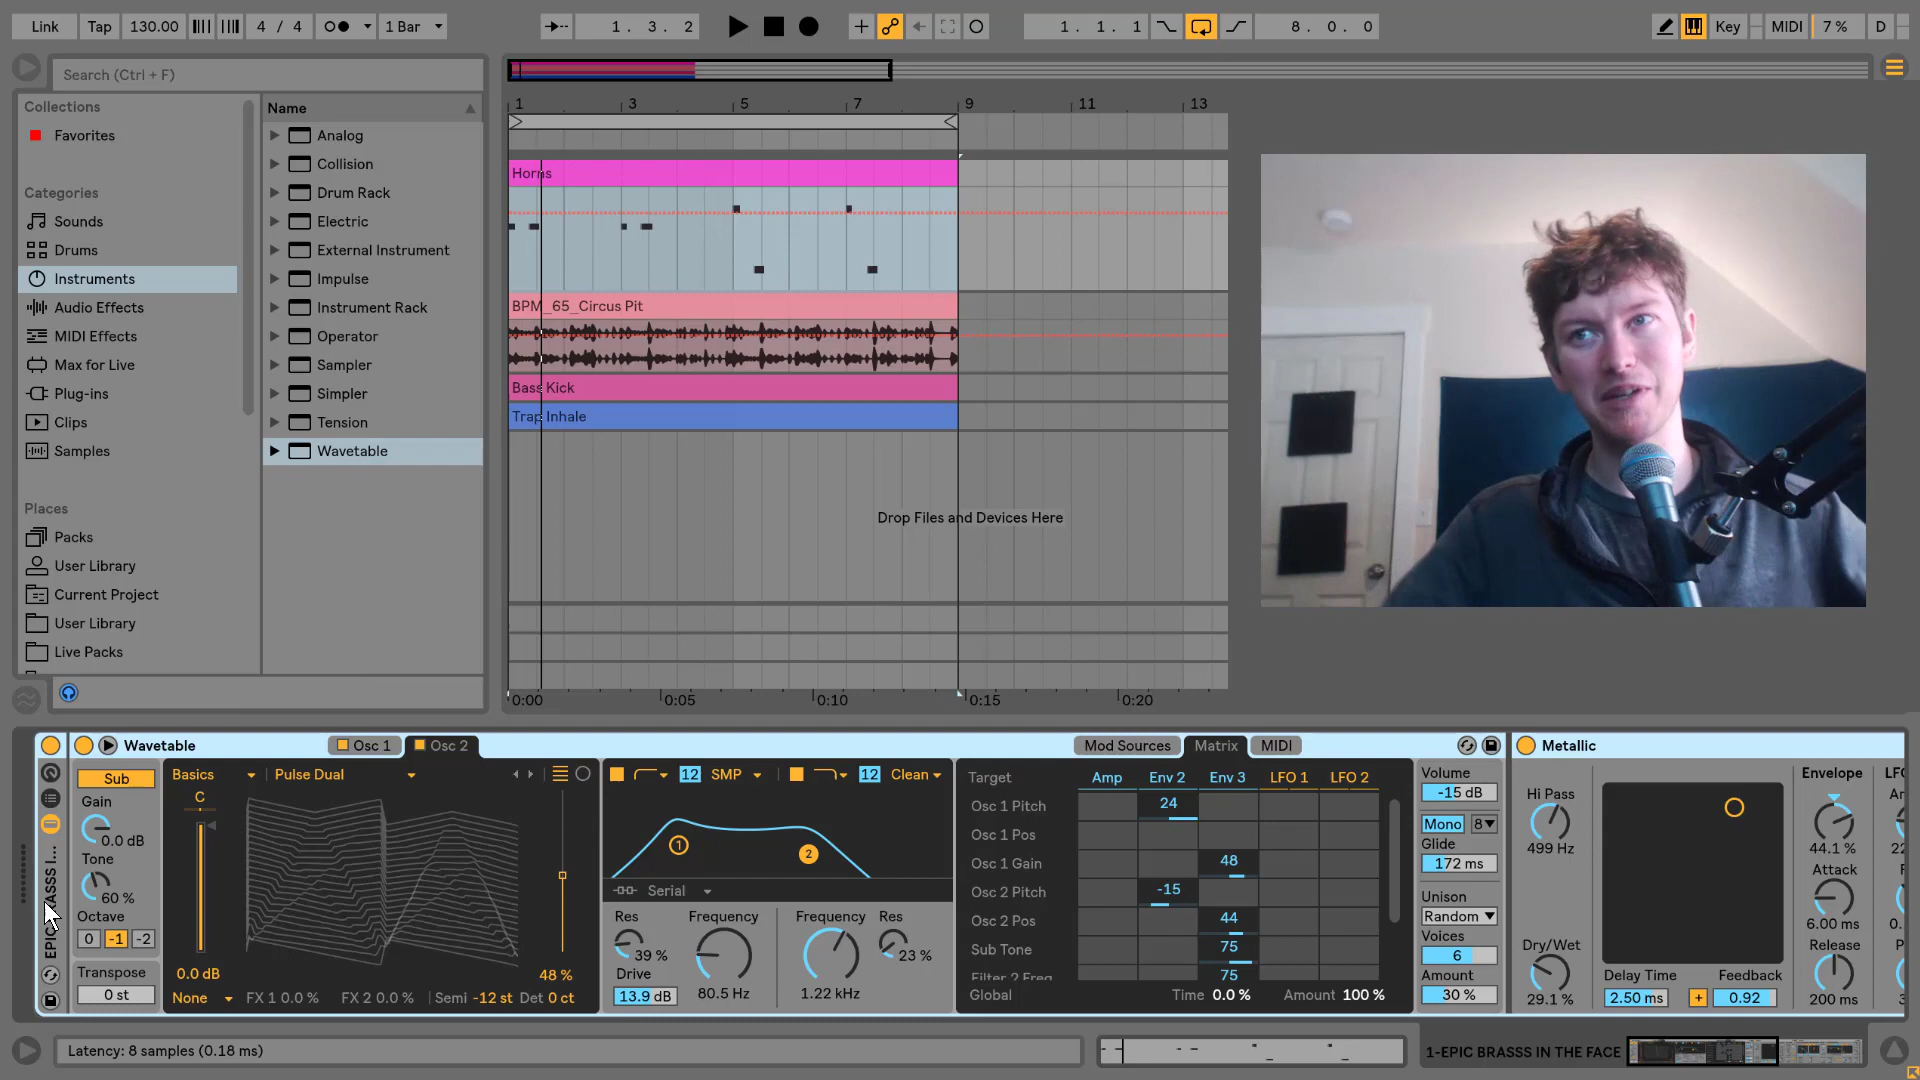 Link Tap 130.00 4 / 4 1 Bar 1. 3. 2 1. 1. 1 8. 0. 0 Key MIDI 7 % D
Search (Ctrl + F)
Collections
Favorites
Categories
Sounds
Drums
Instruments
Audio Effects
MIDI Effects
Max for Live
Plug-ins
Clips
Samples
Places
Packs
User Library
Current Project
User Library
Live Packs
Name
Analog
Collision
Drum Rack
Electric
External Instrument
Impulse
Instrument Rack
Operator
Sampler
Simpler
Tension
Wavetable
1 3 5 7 9 11 13
Horns
BPM_65_Circus Pit
Bass Kick
Trap Inhale
Drop Files and Devices Here
0:00 0:05 0:10 0:15 0:20
Wavetable Osc 1 Osc 2 Mod Sources Matrix MIDI Metallic
Sub
Gain
0.0 dB
Tone
60 %
Octave
0 -1 -2
Transpose
0 st
Basics Pulse Dual
C
0.0 dB 48 %
None FX 1 0.0 % FX 2 0.0 % Semi -12 st Det 0 ct
12 SMP 12 Clean
1
2
Serial
Res Frequency Frequency Res
39 % 23 %
Drive
13.9 dB 80.5 Hz 1.22 kHz
Target Amp Env 2 Env 3 LFO 1 LFO 2
Osc 1 Pitch 24
Osc 1 Pos
Osc 1 Gain 48
Osc 2 Pitch -15
Osc 2 Pos 44
Sub Tone 75
Filter 2 Freq 75
Global Time 0.0 % Amount 100 %
Volume
-15 dB
Mono 8
Glide
172 ms
Unison
Random
Voices
6
Amount
30 %
Hi Pass
499 Hz
Dry/Wet
29.1 %
Delay Time Feedback
2.50 ms + 0.92
Envelope
44.1 %
Attack
6.00 ms
Release
200 ms
Latency: 8 samples (0.18 ms)
1-EPIC BRASSS IN THE FACE